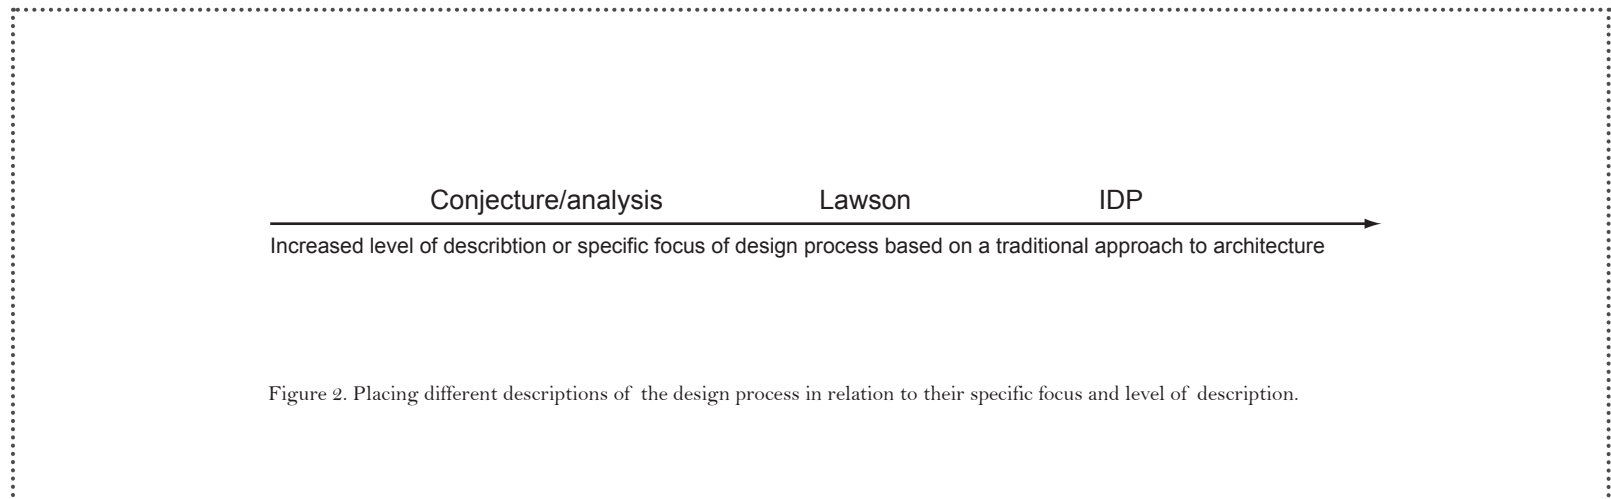 Conjecture/analysis Lawson IDP
Increased level of describtion or specific focus of design process based on a traditional approach to architecture
Figure 2. Placing different descriptions of the design process in relation to their specific focus and level of description.